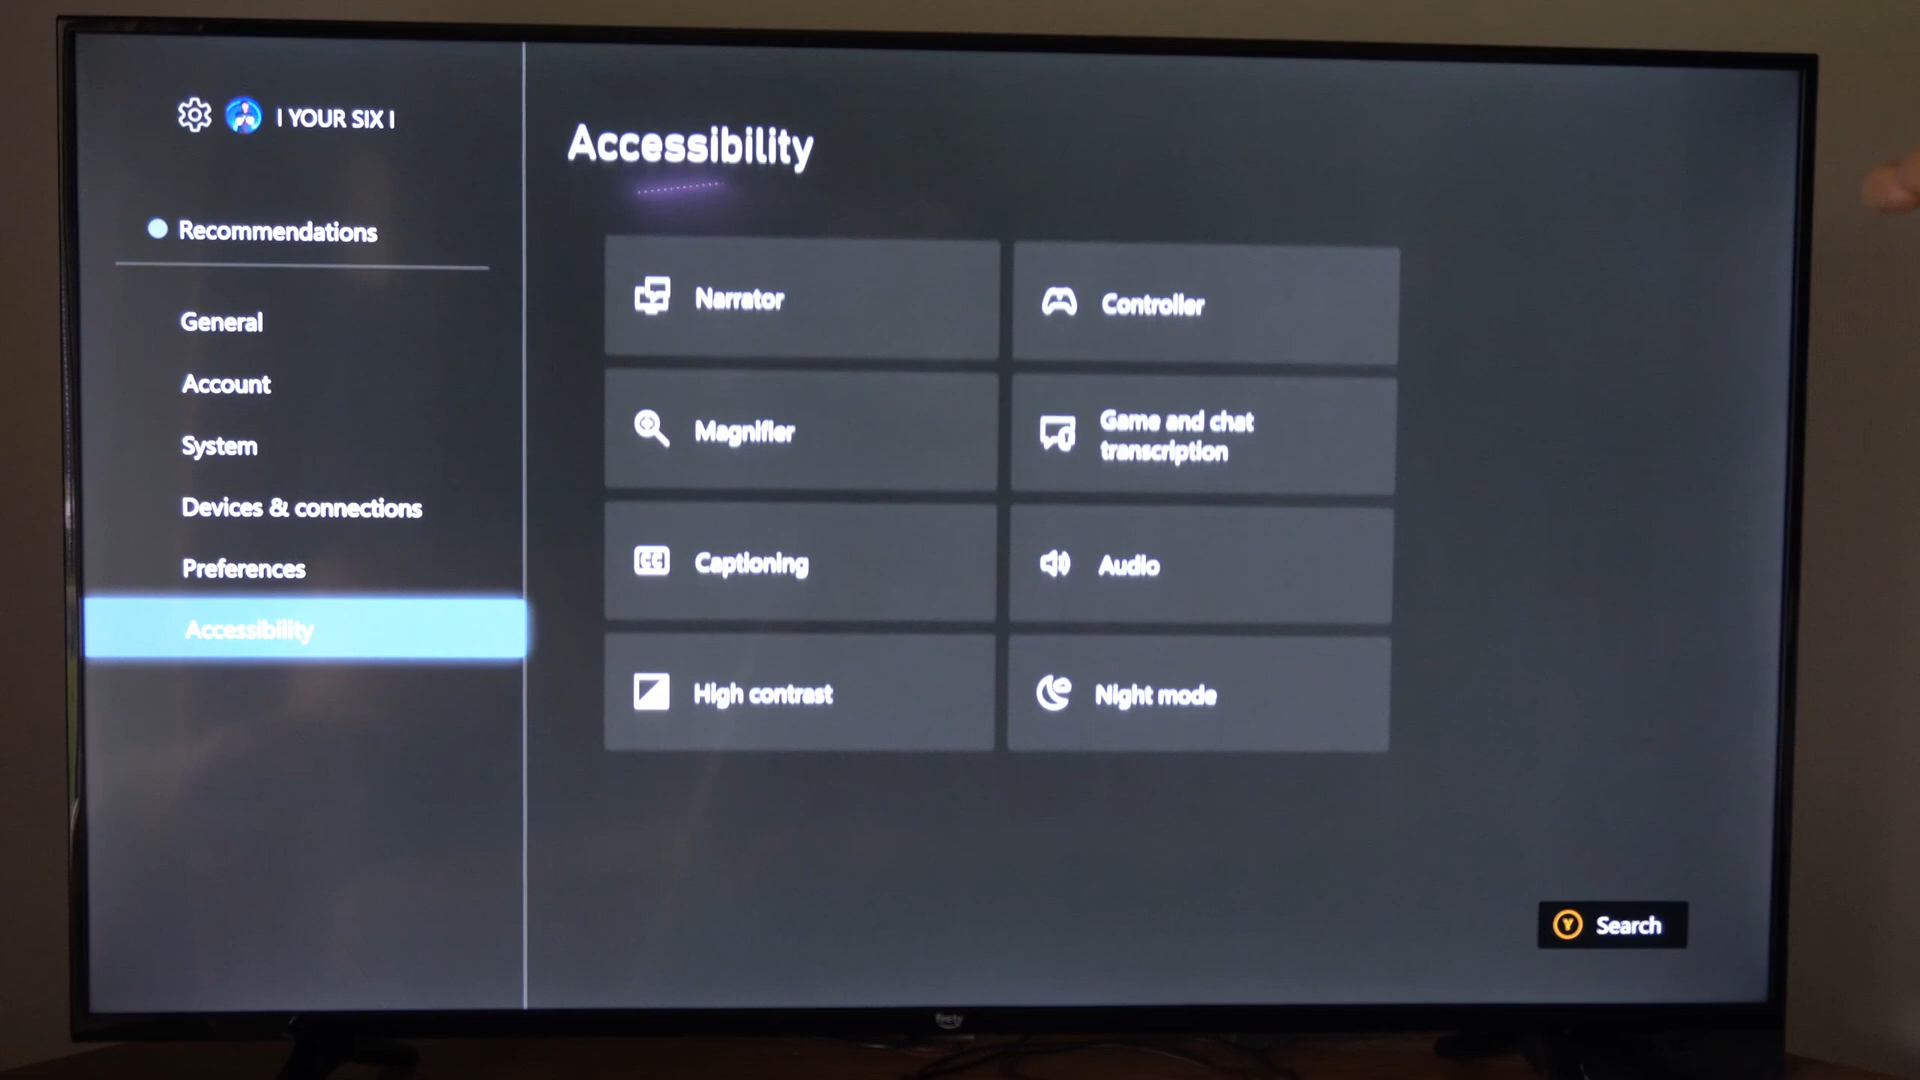 I YOUR SIX I
Recommendations
General
Account
System
Devices & connections
Preferences
Accessibility
Accessibility
Narrator
Controller
Magnifier
Game and chat
transcription
Captioning
Audio
High contrast
Night mode
Y Search